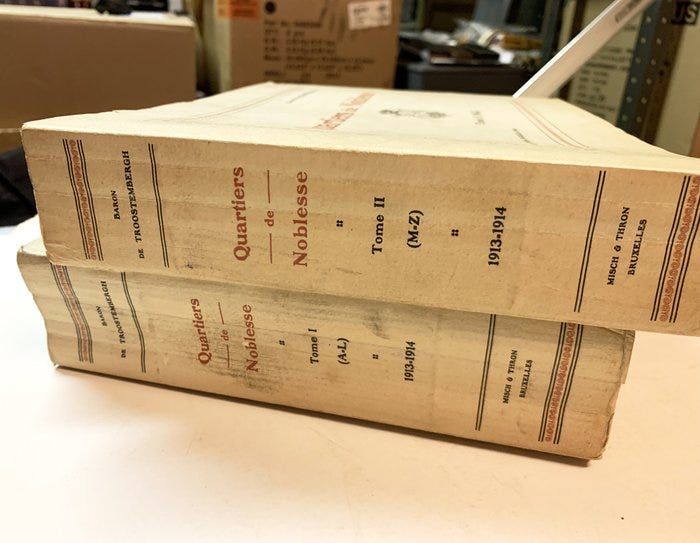 BARON
DE TROOSTEMBERGH
Quartiers
de
Noblesse
Tome II
(M-Z)
1913-1914
MISCH & THRON
BRUXELLES
BARON
DE TROOSTEMBERGH
Quartiers
de
Noblesse
Tome I
(A-L)
1913-1914
MISCH & THRON
BRUXELLES